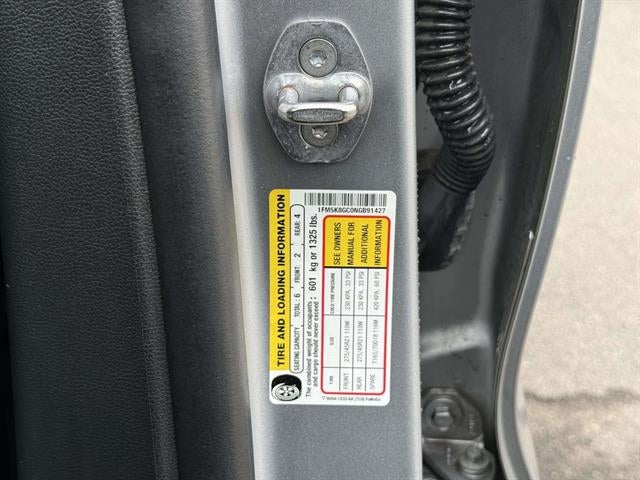 1FM5K8GC0NGB91427
TIRE AND LOADING INFORMATION
SEATING CAPACITY TOTAL: 6 FRONT: 2 REAR: 4
The combined weight of occupants and cargo should never exceed: 601 kg or 1325 lbs.
TIRE SIZE COLD TIRE PRESSURE
FRONT 275/45R21 110W 230 KPA, 33 PSI
REAR 275/45R21 110W 230 KPA, 33 PSI
SPARE T165/70D18 116M 420 KPA, 60 PSI
SEE OWNERS
MANUAL FOR
ADDITIONAL
INFORMATION